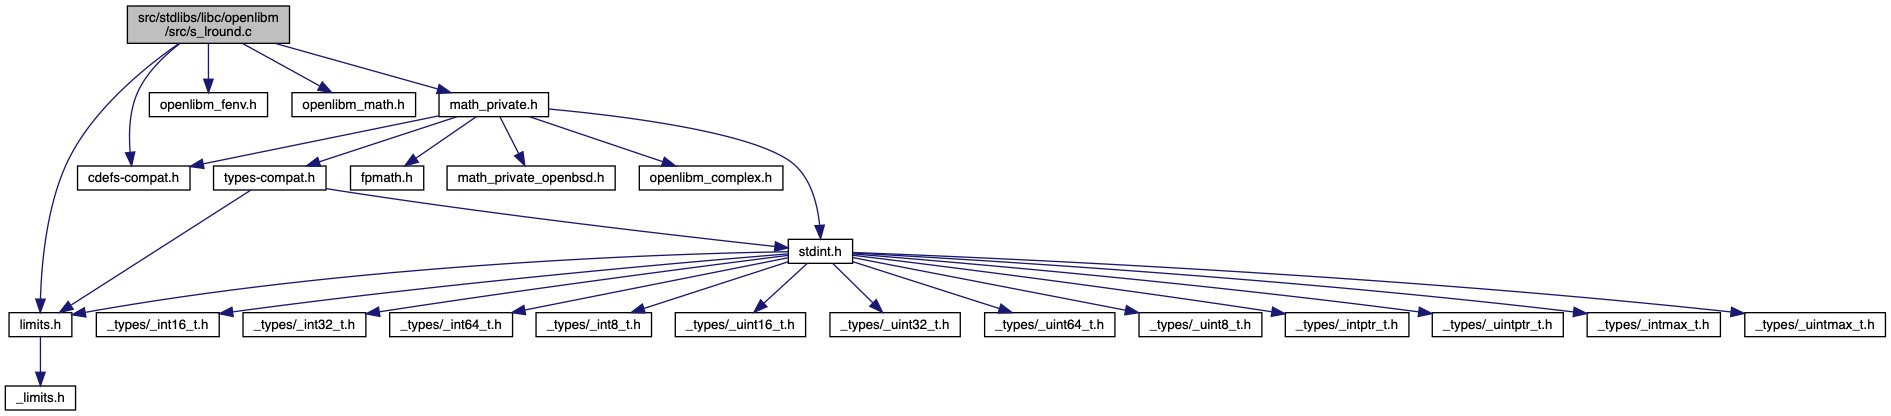 src/stdlibs/libc/openlibm
/src/s_lround.c
openlibm_fenv.h
openlibm_math.h
math_private.h
cdefs-compat.h
types-compat.h
fpmath.h
math_private_openbsd.h
openlibm_complex.h
stdint.h
limits.h
_types/_int16_t.h
_types/_int32_t.h
_types/_int64_t.h
_types/_int8_t.h
_types/_uint16_t.h
_types/_uint32_t.h
_types/_uint64_t.h
_types/_uint8_t.h
_types/_intptr_t.h
_types/_uintptr_t.h
_types/_intmax_t.h
_types/_uintmax_t.h
_limits.h